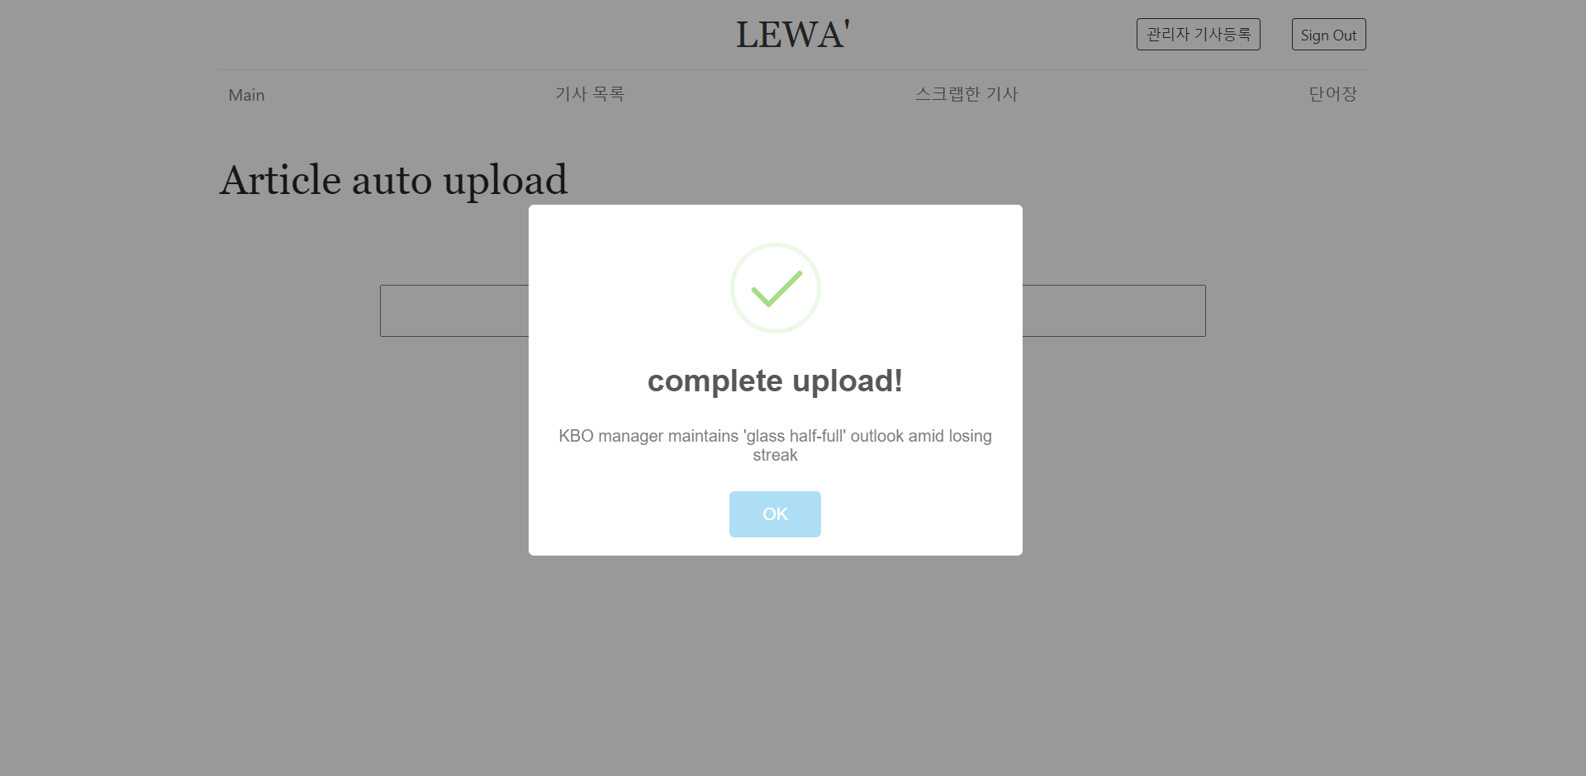 LEWA'
관리자 기사등록
Sign Out
Main
기사 목록
스크랩한 기사
단어장
Article auto upload
complete upload!
KBO manager maintains 'glass half-full' outlook amid losing
streak
OK